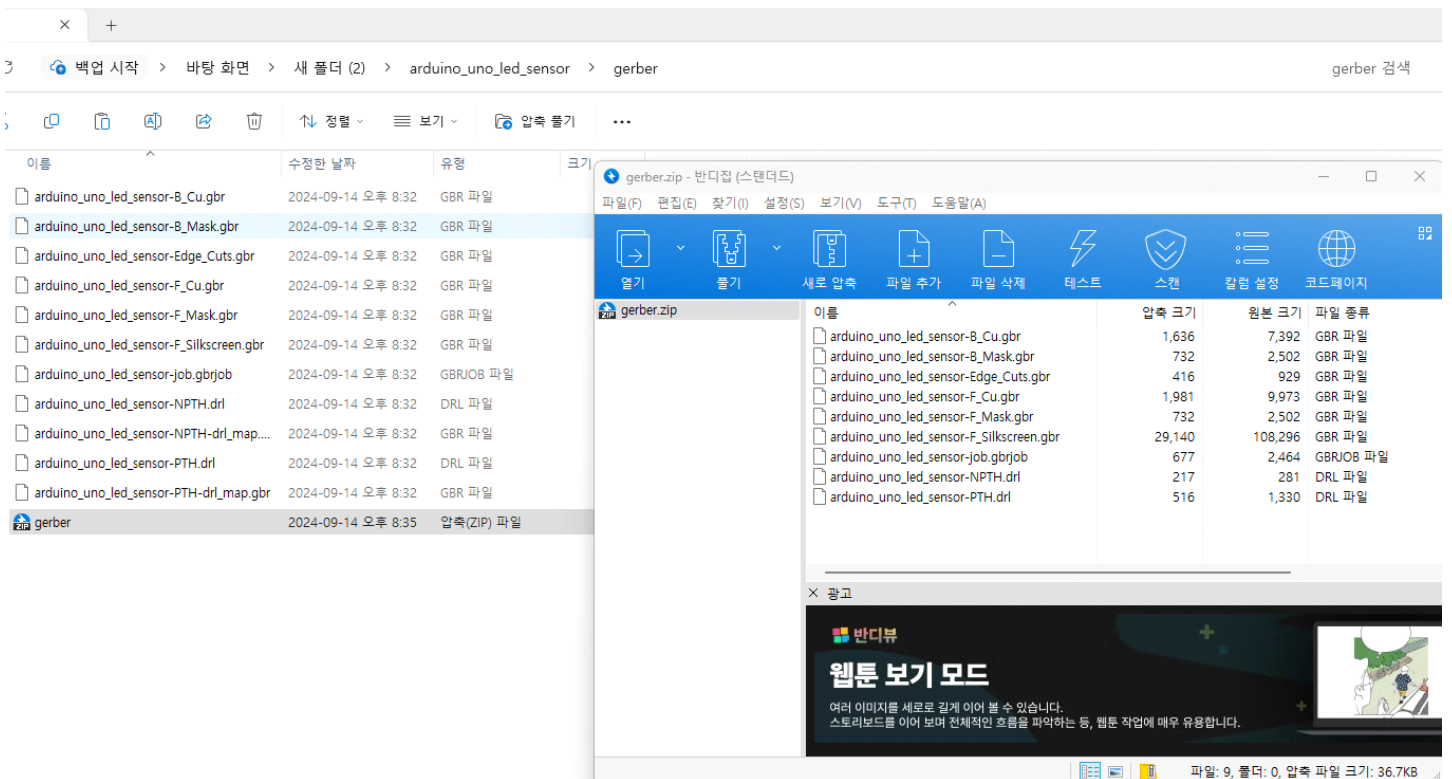 백업 시작 > 바탕 화면 > 새 폴더 (2) > arduino_uno_led_sensor > gerber
gerber 검색
정렬 보기 압축 풀기
이름 수정한 날짜 유형 크기
arduino_uno_led_sensor-B_Cu.gbr 2024-09-14 오후 8:32 GBR 파일
arduino_uno_led_sensor-B_Mask.gbr 2024-09-14 오후 8:32 GBR 파일
arduino_uno_led_sensor-Edge_Cuts.gbr 2024-09-14 오후 8:32 GBR 파일
arduino_uno_led_sensor-F_Cu.gbr 2024-09-14 오후 8:32 GBR 파일
arduino_uno_led_sensor-F_Mask.gbr 2024-09-14 오후 8:32 GBR 파일
arduino_uno_led_sensor-F_Silkscreen.gbr 2024-09-14 오후 8:32 GBR 파일
arduino_uno_led_sensor-job.gbrjob 2024-09-14 오후 8:32 GBRJOB 파일
arduino_uno_led_sensor-NPTH.drl 2024-09-14 오후 8:32 DRL 파일
arduino_uno_led_sensor-NPTH-drl_map.... 2024-09-14 오후 8:32 GBR 파일
arduino_uno_led_sensor-PTH.drl 2024-09-14 오후 8:32 DRL 파일
arduino_uno_led_sensor-PTH-drl_map.gbr 2024-09-14 오후 8:32 GBR 파일
ZIP gerber 2024-09-14 오후 8:35 압축(ZIP) 파일
gerber.zip - 반디집 (스탠더드)
파일(F) 편집(E) 찾기(I) 설정(S) 보기(V) 도구(T) 도움말(A)
열기 풀기 새로 압축 파일 추가 파일 삭제 테스트 스캔 칼럼 설정 코드페이지
ZIP gerber.zip
이름 압축 크기 원본 크기 파일 종류
arduino_uno_led_sensor-B_Cu.gbr 1,636 7,392 GBR 파일
arduino_uno_led_sensor-B_Mask.gbr 732 2,502 GBR 파일
arduino_uno_led_sensor-Edge_Cuts.gbr 416 929 GBR 파일
arduino_uno_led_sensor-F_Cu.gbr 1,981 9,973 GBR 파일
arduino_uno_led_sensor-F_Mask.gbr 732 2,502 GBR 파일
arduino_uno_led_sensor-F_Silkscreen.gbr 29,140 108,296 GBR 파일
arduino_uno_led_sensor-job.gbrjob 677 2,464 GBRJOB 파일
arduino_uno_led_sensor-NPTH.drl 217 281 DRL 파일
arduino_uno_led_sensor-PTH.drl 516 1,330 DRL 파일
광고
반디뷰
웹툰 보기 모드
여러 이미지를 세로로 길게 이어 볼 수 있습니다.
스토리보드를 이어 보며 전체적인 흐름을 파악하는 등, 웹툰 작업에 매우 유용합니다.
파일: 9, 폴더: 0, 압축 파일 크기: 36.7KB